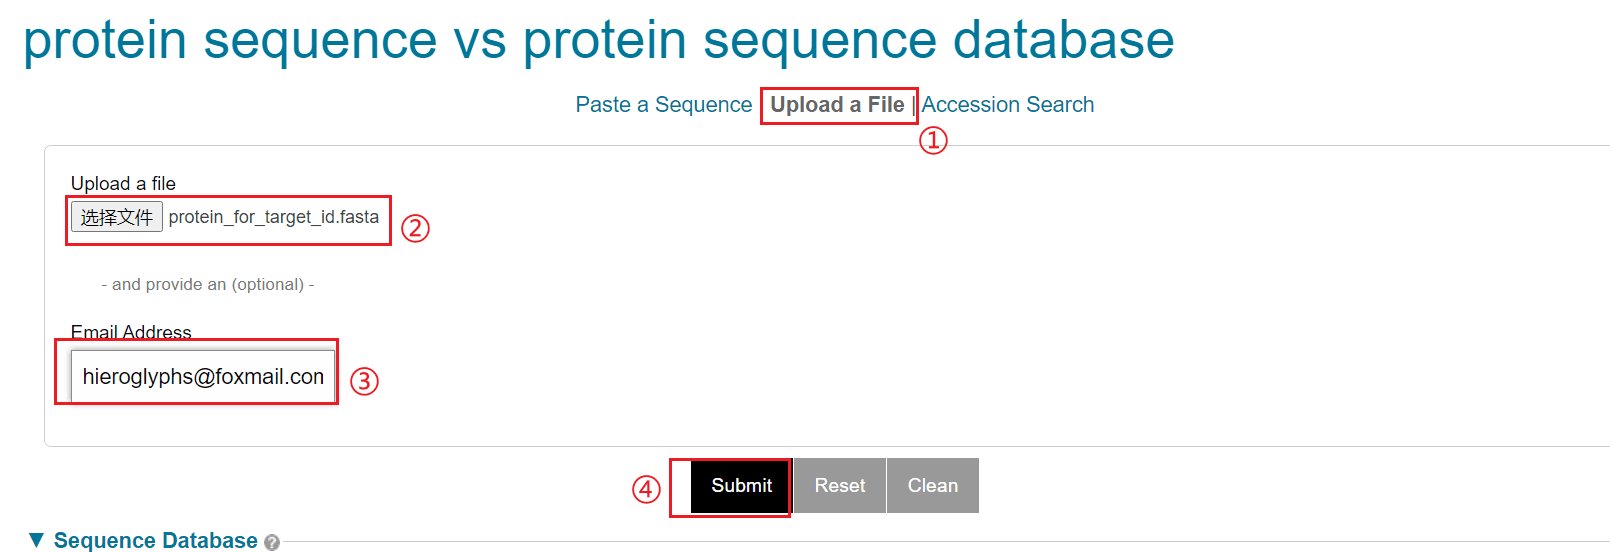 protein sequence vs protein sequence database
Paste a Sequence Upload a File | Accession Search
①
Upload a file
选择文件 protein_for_target_id.fasta ②
- and provide an (optional) -
Email Address
hieroglyphs@foxmail.con ③
④ Submit Reset Clean
▼ Sequence Database ?